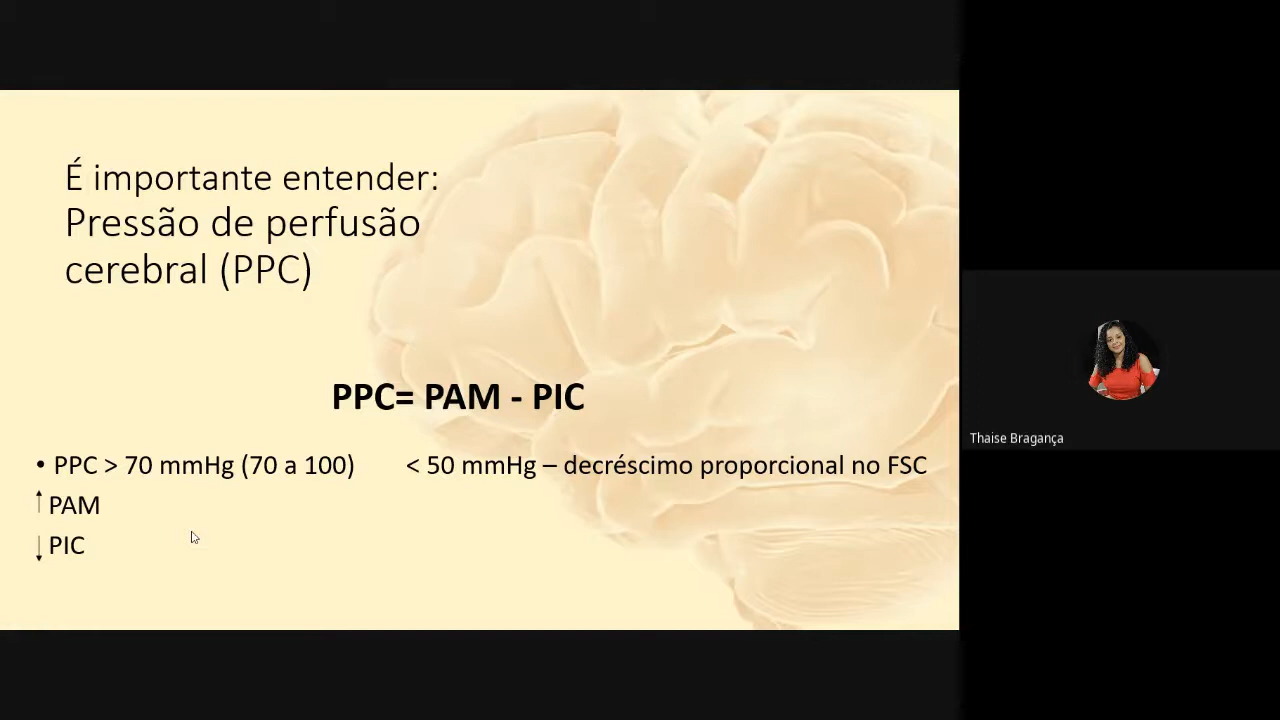 É importante entender:
Pressão de perfusão
cerebral (PPC)
PPC= PAM - PIC
• PPC > 70 mmHg (70 a 100) < 50 mmHg – decréscimo proporcional no FSC
↑ PAM
↓ PIC
Thaise Bragança